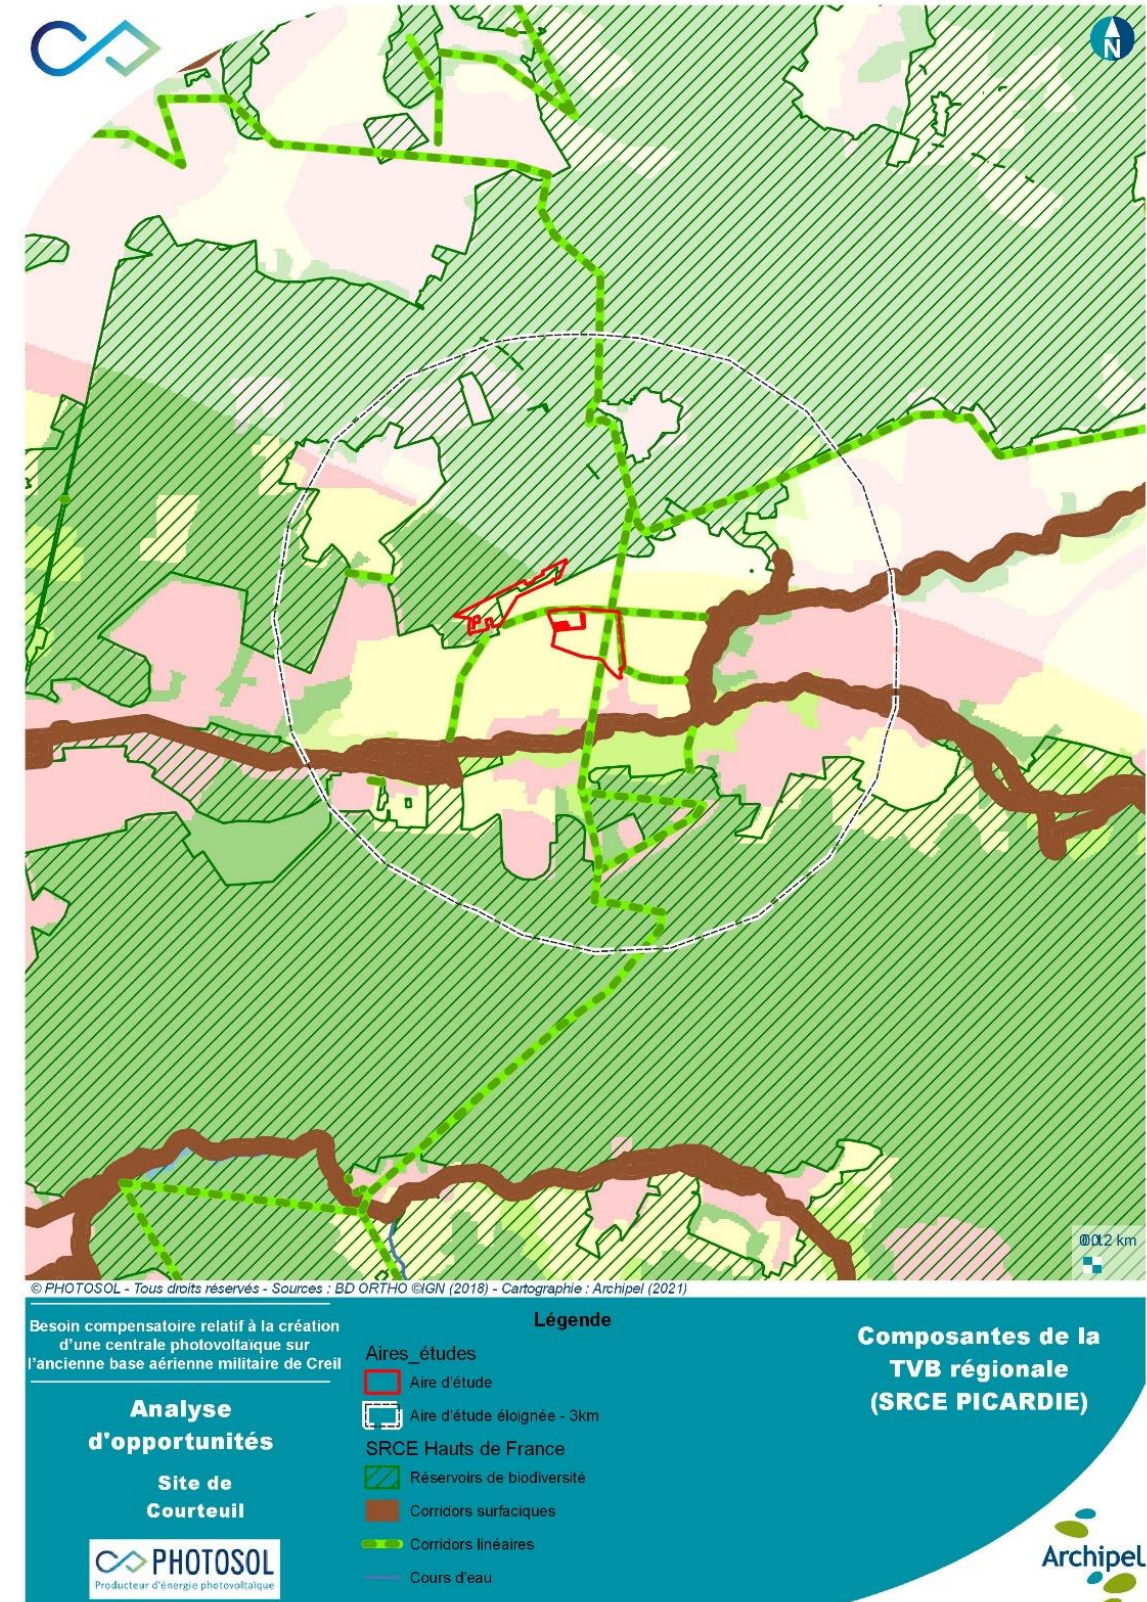 N
00.12 km
© PHOTOSOL - Tous droits réservés - Sources : BD ORTHO ©IGN (2018) - Cartographie : Archipel (2021)
Besoin compensatoire relatif à la création
d'une centrale photovoltaïque sur
l'ancienne base aérienne militaire de Creil
Analyse
d'opportunités
Site de
Courteuil
PHOTOSOL
Producteur d'énergie photovoltaïque
Légende
Aires_études
Aire d'étude
Aire d'étude éloignée - 3km
SRCE Hauts de France
Réservoirs de biodiversité
Corridors surfaciques
Corridors linéaires
Cours d'eau
Composantes de la
TVB régionale
(SRCE PICARDIE)
Archipel